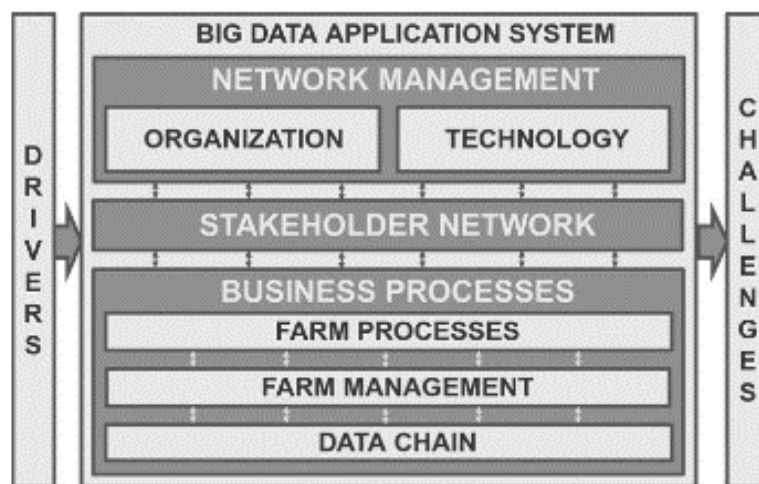 DRIVERS
BIG DATA APPLICATION SYSTEM
NETWORK MANAGEMENT
ORGANIZATION
TECHNOLOGY
STAKEHOLDER NETWORK
BUSINESS PROCESSES
FARM PROCESSES
FARM MANAGEMENT
DATA CHAIN
CHALLENGES